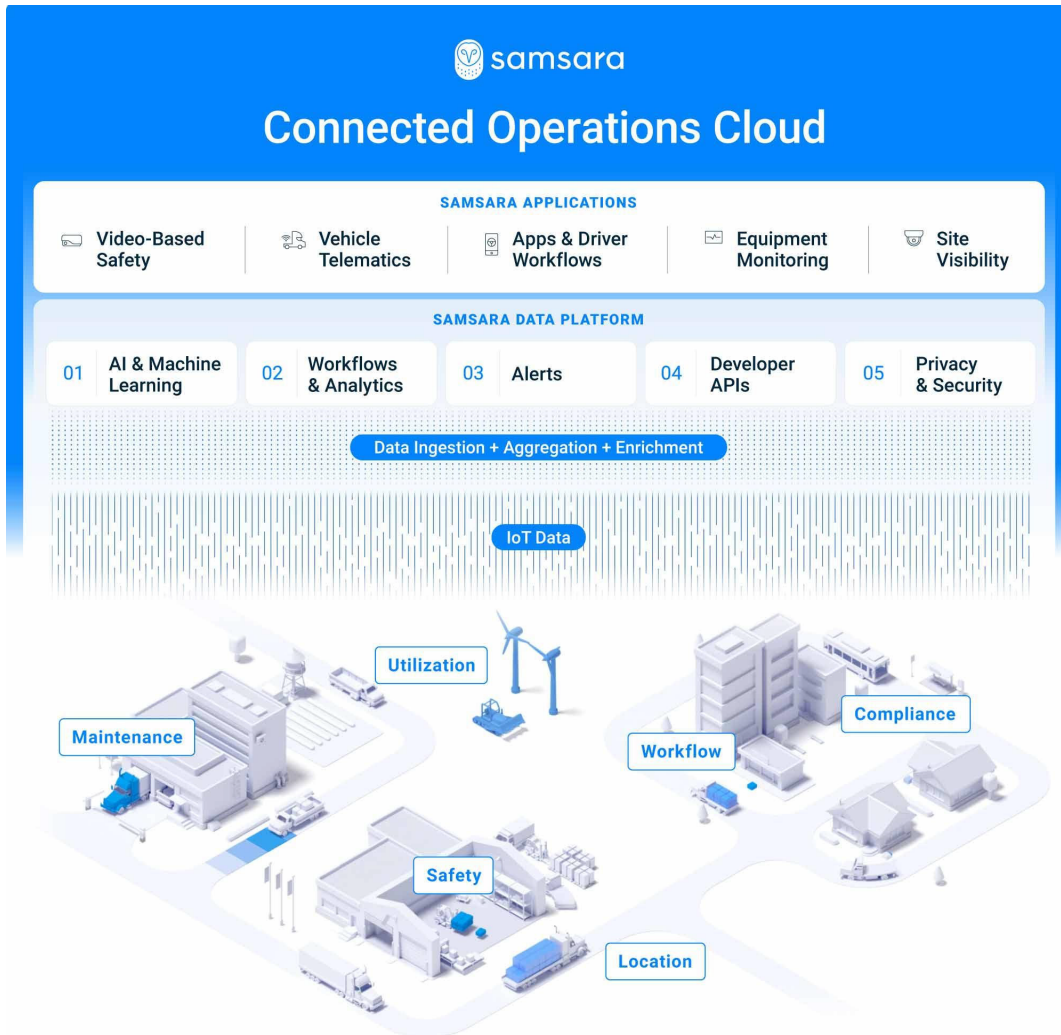 samsara
Connected Operations Cloud
SAMSARA APPLICATIONS
Video-Based
Safety
Vehicle
Telematics
Apps & Driver
Workflows
Equipment
Monitoring
Site
Visibility
SAMSARA DATA PLATFORM
01
AI & Machine
Learning
02
Workflows
& Analytics
03
Alerts
04
Developer
APIs
05
Privacy
& Security
Data Ingestion + Aggregation + Enrichment
IoT Data
Utilization
Maintenance
Compliance
Workflow
Safety
Location